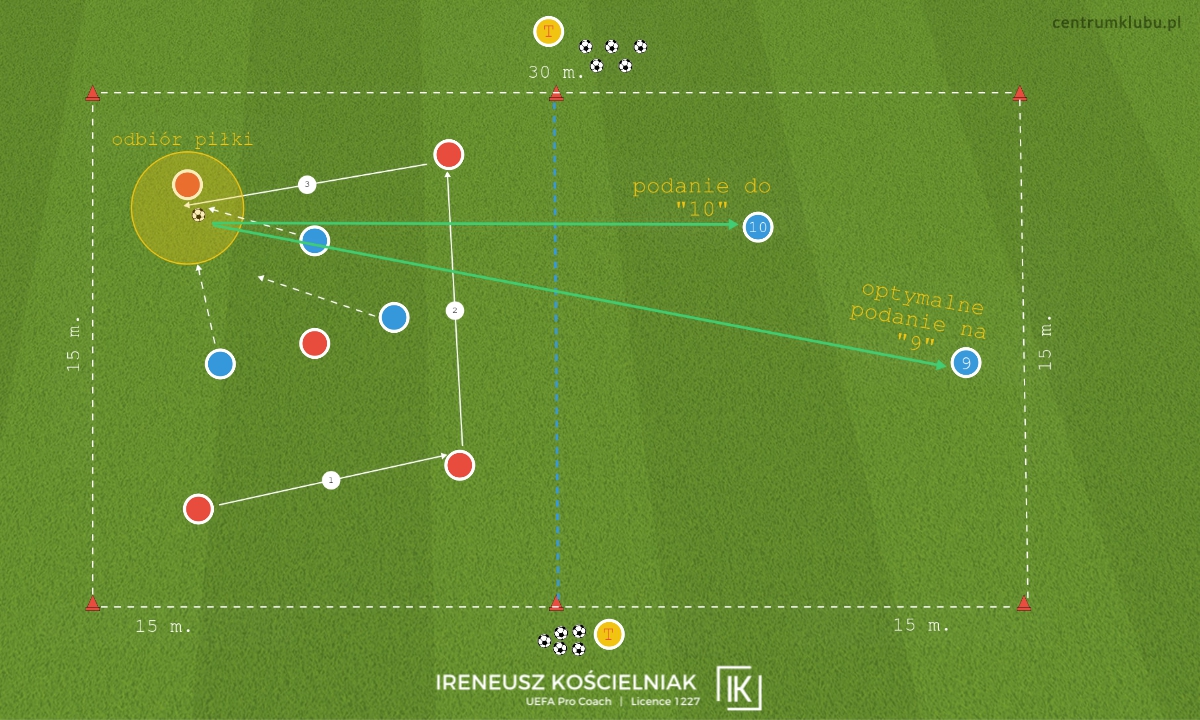 centrumklubu.pl
T
30 m.
odbiór piłki
3
podanie do
"10"
10
optymalne
podanie na
"9"
9
2
15 m.
15 m.
1
15 m.
15 m.
T
IRENEUSZ KOŚCIELNIAK
UEFA Pro Coach | Licence 1227
IK